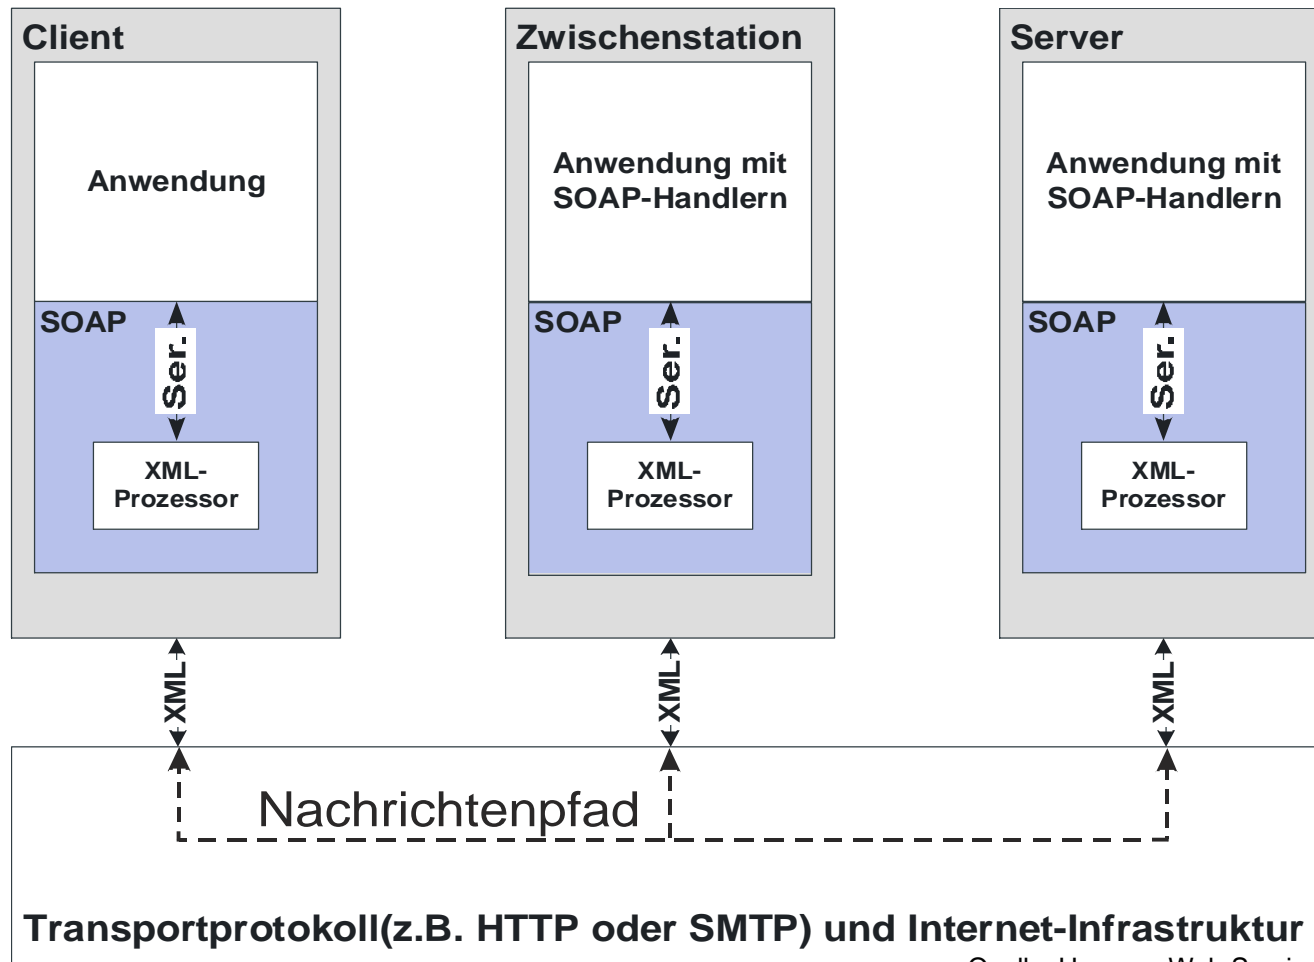 Client
Zwischenstation
Server
Anwendung
Anwendung mit
SOAP-Handlern
Anwendung mit
SOAP-Handlern
SOAP
Ser.
XML-
Prozessor
SOAP
Ser.
XML-
Prozessor
SOAP
Ser.
XML-
Prozessor
XML
XML
XML
Nachrichtenpfad
Transportprotokoll(z.B. HTTP oder SMTP) und Internet-Infrastruktur